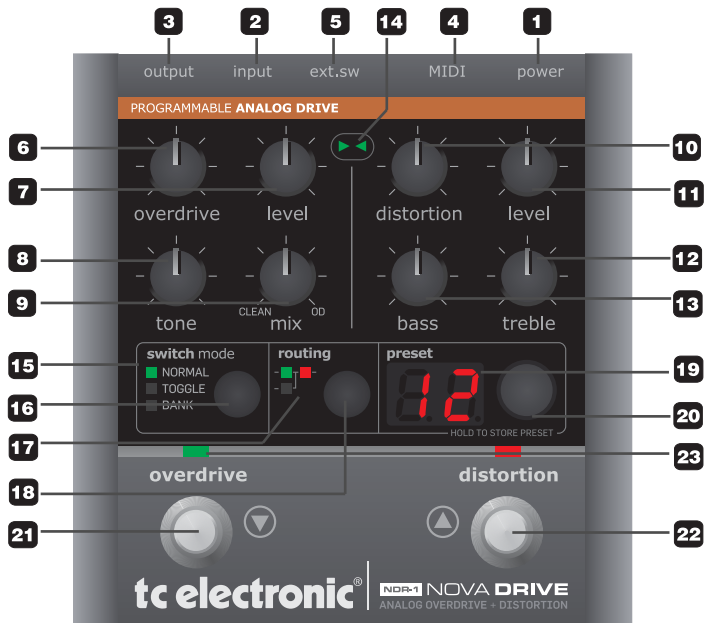 3 2 5 14 4 1
output input ext.sw MIDI power
PROGRAMMABLE ANALOG DRIVE
6 10
7 11
overdrive level distortion level
8 12
9 13
CLEAN OD
tone mix bass treble
switch mode routing preset
15 NORMAL
TOGGLE
BANK
16
17
18
12
19
20
HOLD TO STORE PRESET
23
overdrive distortion
21 22
tc electronic®
NDR-1 NOVA DRIVE
ANALOG OVERDRIVE + DISTORTION